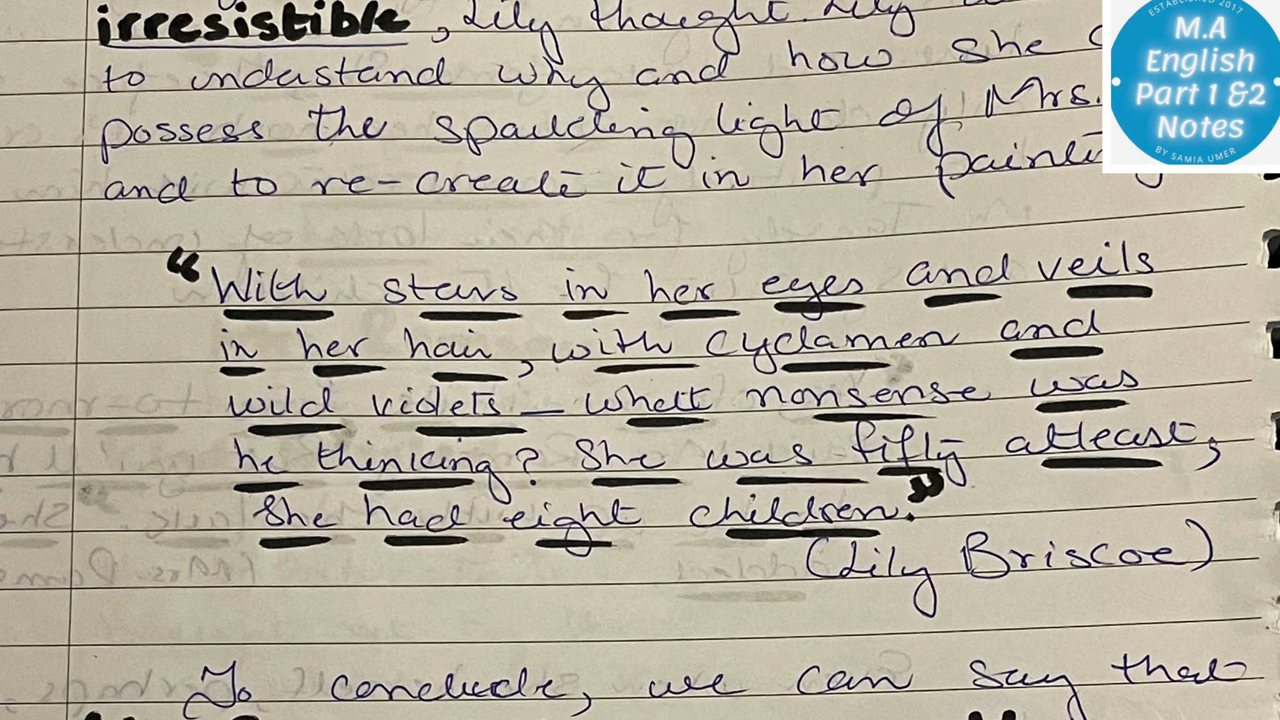 irresistible, Lily thought. Lily
to understand why and how she
possess the sparkling light of Mrs.
and to re-create it in her
"With stars in her eyes and veils
in her hair, with cyclamen and
wild violets – what nonsense was
he thinking? She was fifty atleast,
She had eight children."
(Lily Briscoe)
To conclude, we can say that
ESTABLISHED 2017
M.A
English
Part 1 &2
Notes
BY SAMIA UMER